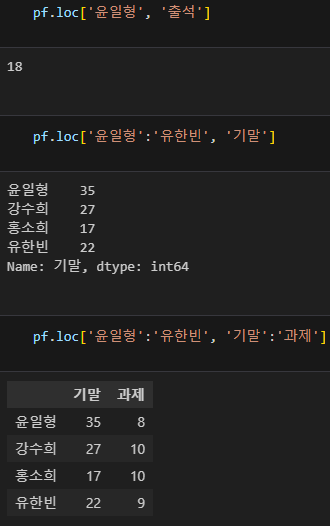 pf.loc['윤일형', '출석']
18
pf.loc['윤일형':'유한빈', '기말']
윤일형 35
강수희 27
홍소희 17
유한빈 22
Name: 기말, dtype: int64
pf.loc['윤일형':'유한빈', '기말':'과제']
기말 과제
윤일형 35 8
강수희 27 10
홍소희 17 10
유한빈 22 9